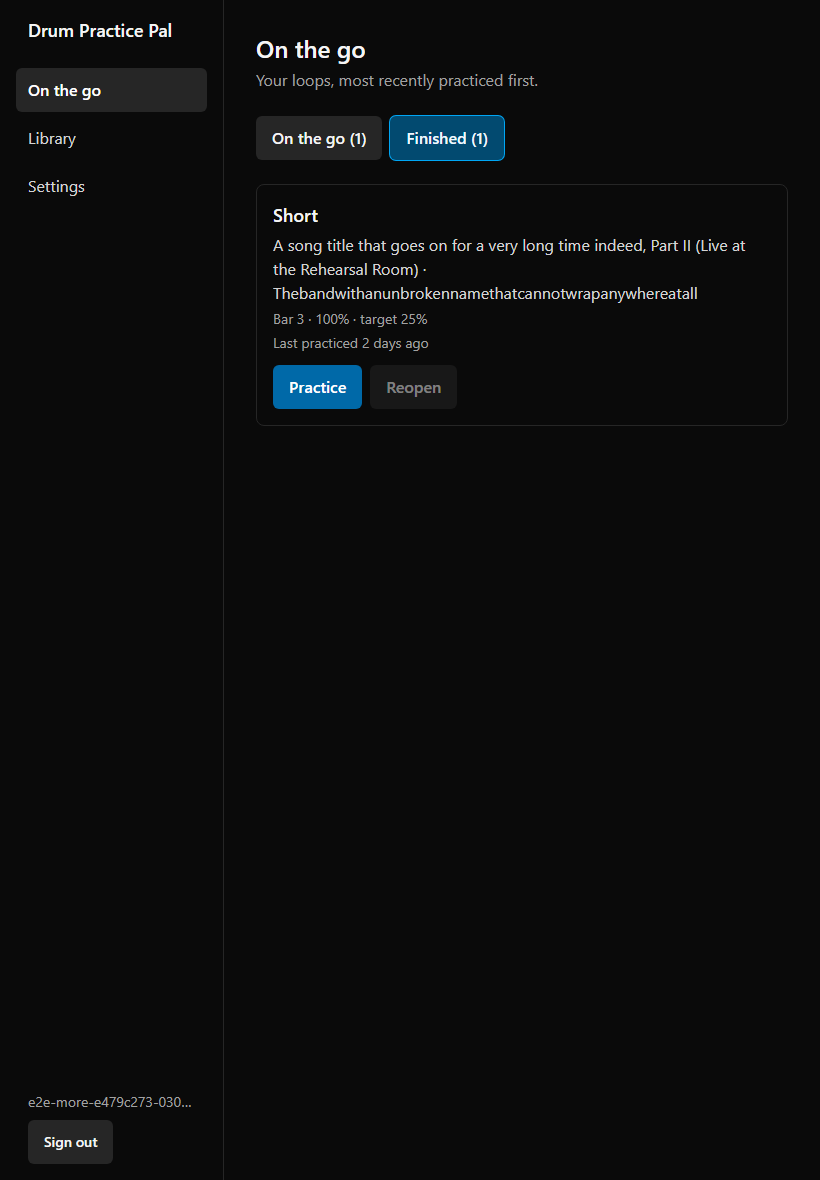 Drum Practice Pal
On the go
Library
Settings
On the go
Your loops, most recently practiced first.
On the go (1)
Finished (1)
Short
A song title that goes on for a very long time indeed, Part II (Live at
the Rehearsal Room) ·
Thebandwithanunbrokennamethatcannotwrapanywhereatall
Bar 3 · 100% · target 25%
Last practiced 2 days ago
Practice
Reopen
e2e-more-e479c273-030...
Sign out